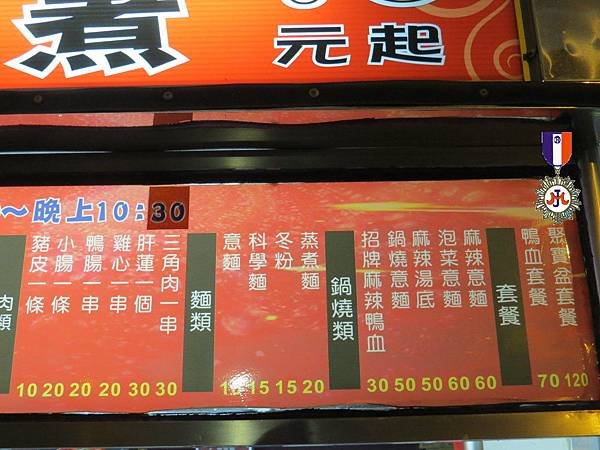 煮
元起
～晚上10:30
肉類
豬皮一條 10
小腸一條 20
鴨腸一串 20
雞心一串 20
肝蓮一個 30
三角肉一串 30
麵類
意麵
科學麵 15
冬粉 15
蒸煮麵 20
鍋燒類
招牌麻辣鴨血 30
鍋燒意麵 50
麻辣湯底 50
泡菜意麵 60
麻辣意麵 60
套餐
鴨血套餐 70
聚寶盆套餐 120